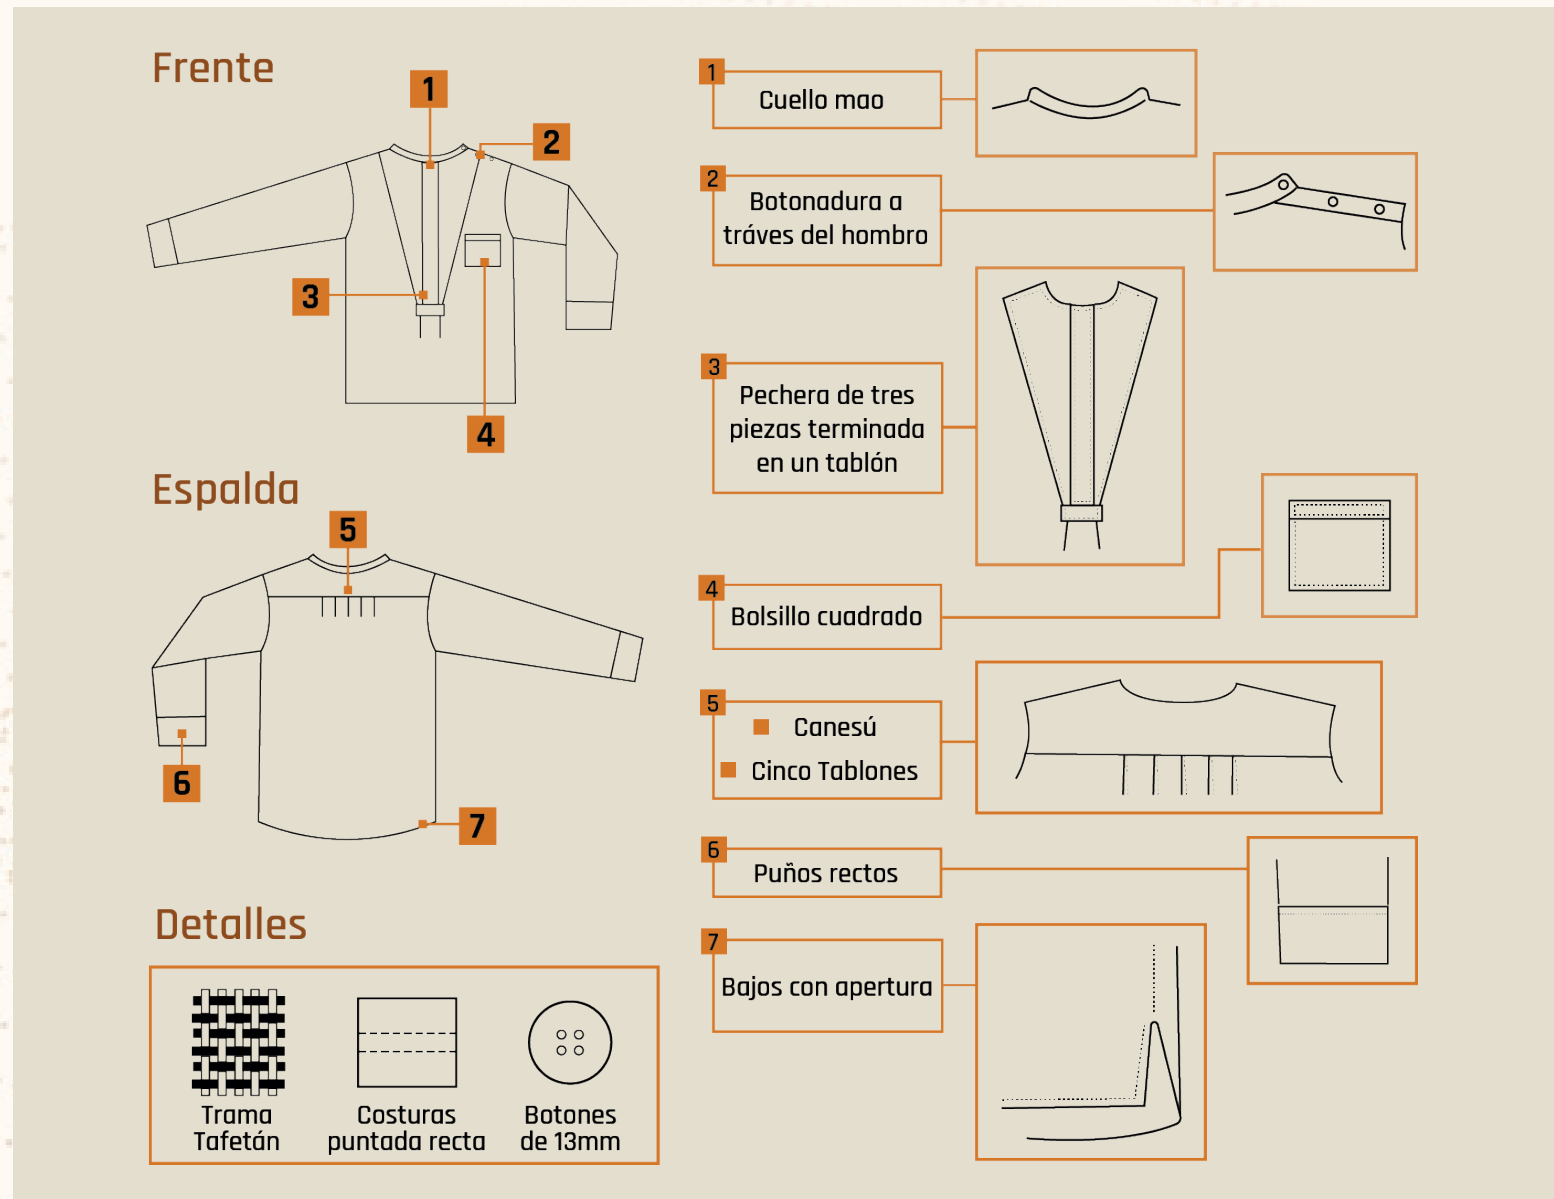 Frente
1
2
3
4
Espalda
5
6
7
Detalles
Trama
Tafetán
Costuras
puntada recta
Botones
de 13mm
1
Cuello mao
2
Botonadura a
tráves del hombro
3
Pechera de tres
piezas terminada
en un tablón
4
Bolsillo cuadrado
5
Canesú
Cinco Tablones
6
Puños rectos
7
Bajos con apertura